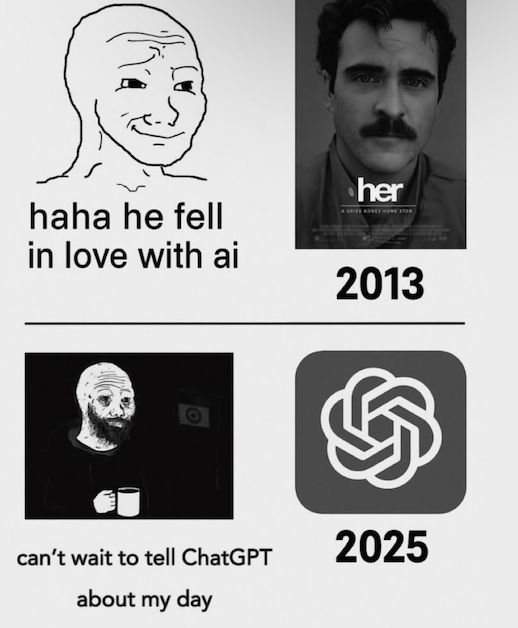 haha he fell
in love with ai
her
2013
can't wait to tell ChatGPT
about my day
2025